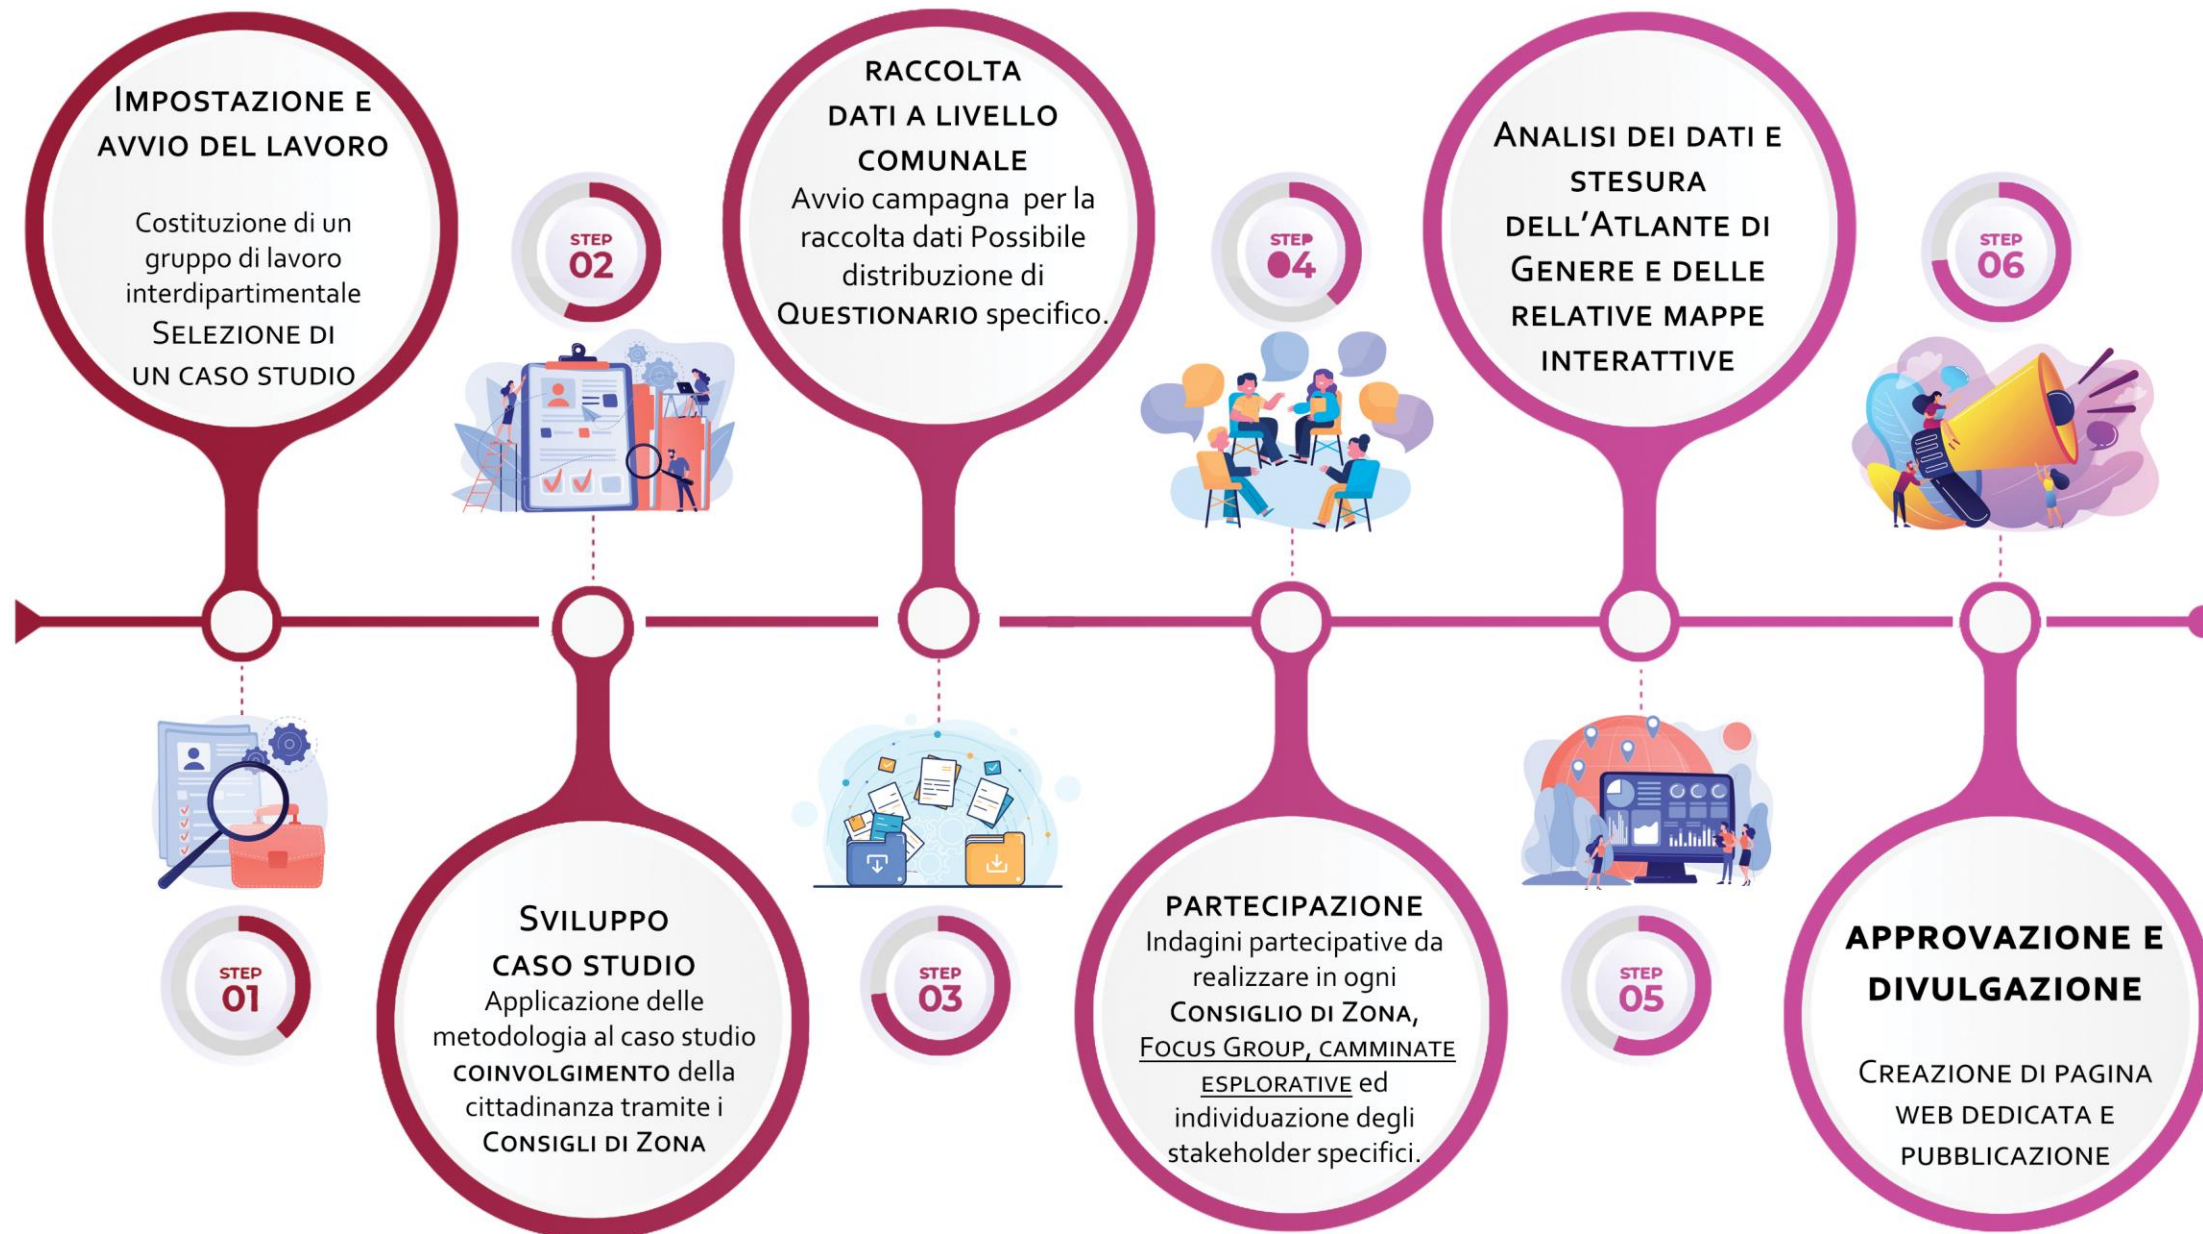 IMPOSTAZIONE E
AVVIO DEL LAVORO
Costituzione di un
gruppo di lavoro
interdipartimentale
SELEZIONE DI
UN CASO STUDIO
STEP
01
STEP
02
SVILUPPO
CASO STUDIO
Applicazione delle
metodologia al caso studio
COINVOLGIMENTO della
cittadinanza tramite i
CONSIGLI DI ZONA
RACCOLTA
DATI A LIVELLO
COMUNALE
Avvio campagna per la
raccolta dati Possibile
distribuzione di
QUESTIONARIO specifico.
STEP
03
STEP
04
PARTECIPAZIONE
Indagini partecipative da
realizzare in ogni
CONSIGLIO DI ZONA,
FOCUS GROUP, CAMMINATE
ESPLORATIVE ed
individuazione degli
stakeholder specifici.
ANALISI DEI DATI E
STESURA
DELL'ATLANTE DI
GENERE E DELLE
RELATIVE MAPPE
INTERATTIVE
STEP
05
STEP
06
APPROVAZIONE E
DIVULGAZIONE
CREAZIONE DI PAGINA
WEB DEDICATA E
PUBBLICAZIONE